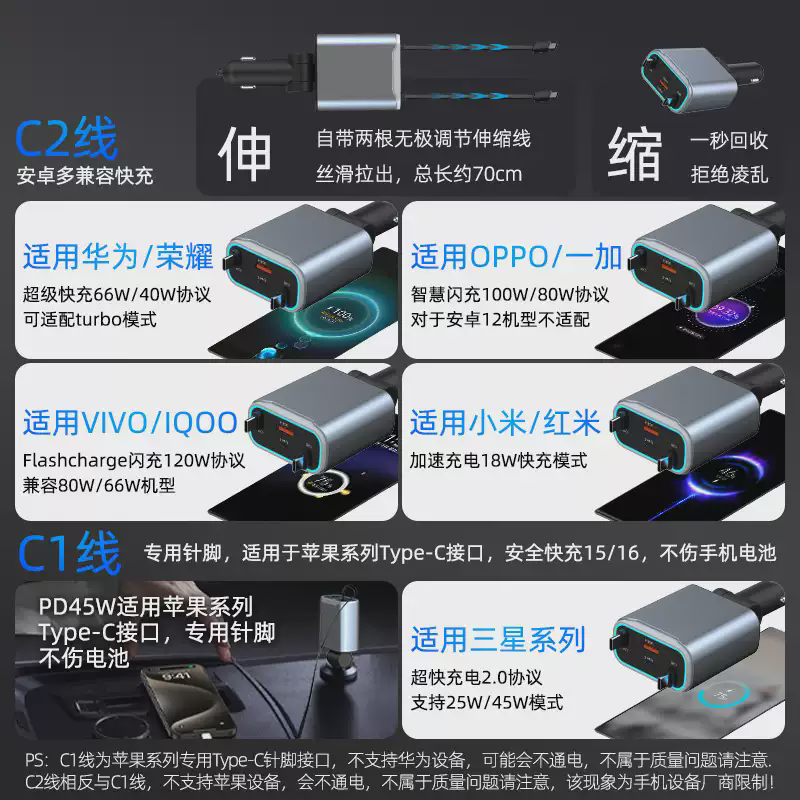 C2线
安卓多兼容快充
伸
自带两根无极调节伸缩线
丝滑拉出，总长约70cm
缩
一秒回收
拒绝凌乱
适用华为/荣耀
超级快充66W/40W协议
可适配turbo模式
100%
适用OPPO/一加
智慧闪充100W/80W协议
对于安卓12机型不适配
适用VIVO/IQOO
Flashcharge闪充120W协议
兼容80W/66W机型
适用小米/红米
加速充电18W快充模式
C1线
专用针脚，适用于苹果系列Type-C接口，安全快充15/16，不伤手机电池
PD45W适用苹果系列
Type-C接口，专用针脚
不伤电池
9:41
适用三星系列
超快充电2.0协议
支持25W/45W模式
PS:  C1线为苹果系列专用Type-C针脚接口，不支持华为设备，可能会不通电，不属于质量问题请注意.
C2线相反与C1线，不支持苹果设备，会不通电，不属于质量问题请注意，该现象为手机设备厂商限制!